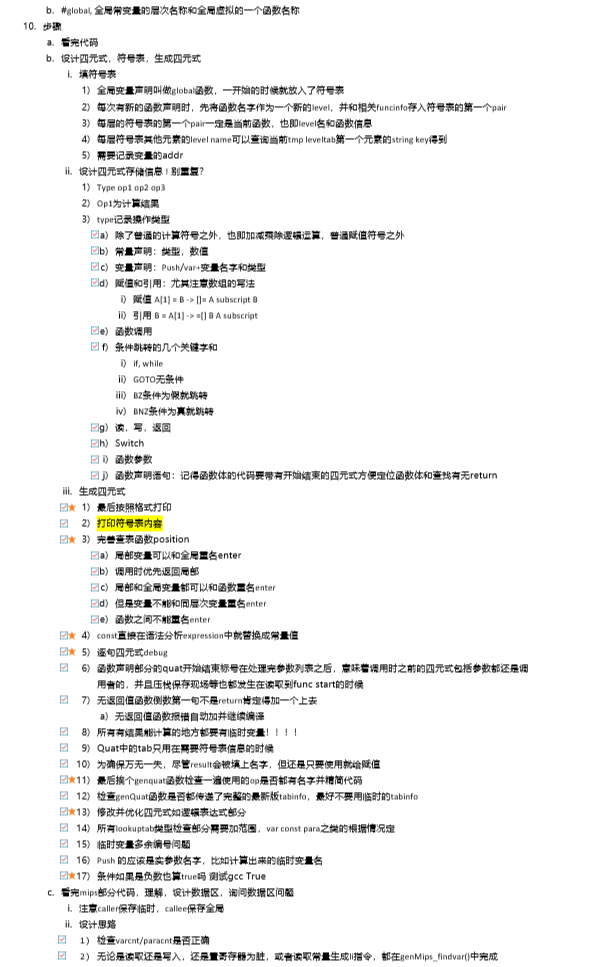 b. #global, 全局常变量的层次名称和全局虚拟的一个函数名称
10. 步骤
a. 看完代码
b. 设计四元式，符号表，生成四元式
i. 填符号表
1) 全局变量声明叫做global函数，一开始的时候就放入了符号表
2) 每次有新的函数声明时，先将函数名字作为一个新的level，并和相关funcinfo存入符号表的第一个pair
3) 每层的符号表的第一个pair一定是当前函数，也即level名和函数信息
4) 每层符号表其他元素的level name可以查询当前tmp leveltab第一个元素的string key得到
5) 需要记录变量的addr
ii. 设计四元式存储信息！别重复？
1) Type op1 op2 op3
2) Op1为计算结果
3) type记录操作类型
a) 除了普通的计算符号之外，也即加减乘除逻辑运算，普通赋值符号之外
b) 常量声明：类型，数值
c) 变量声明：Push/var+变量名字和类型
d) 赋值和引用：尤其注意数组的写法
i) 赋值 A[1] = B -> []= A subscript B
ii) 引用 B = A[1] -> =[] B A subscript
e) 函数调用
f) 条件跳转的几个关键字和
i) if, while
ii) GOTO无条件
iii) BZ条件为假就跳转
iv) BNZ条件为真就跳转
g) 读，写，返回
h) Switch
i) 函数参数
j) 函数声明语句：记得函数体的代码要带有开始结束的四元式方便定位函数体和查找有无return
iii. 生成四元式
1) 最后按照格式打印
2) 打印符号表内容
3) 完善查表函数position
a) 局部变量可以和全局重名enter
b) 调用时优先返回局部
c) 局部和全局变量都可以和函数重名enter
d) 但是变量不能和同层次变量重名enter
e) 函数之间不能重名enter
4) const直接在语法分析expression中就替换成常量值
5) 逐句四元式debug
6) 函数声明部分的quat开始结束标号在处理完参数列表之后，意味着调用时之前的四元式包括参数都还是调
用者的，并且压栈保存现场等也都发生在读取到func start的时候
7) 无返回值函数倒数第一句不是return肯定得加一个上去
a) 无返回值函数报错自动加并继续编译
8) 所有有结果能计算的地方都要有临时变量！！！！
9) Quat中的tab只用在需要符号表信息的时候
10) 为确保万无一失，尽管result会被填上名字，但还是只要使用就给赋值
11) 最后挨个genquat函数检查一遍使用的op是否都有名字并精简代码
12) 检查genQuat函数是否都传递了完整的最新版tabinfo，最好不要用临时的tabinfo
13) 修改并优化四元式如逻辑表达式部分
14) 所有lookuptab类型检查部分需要加范围，var const para之类的根据情况定
15) 临时变量多余编号问题
16) Push 的应该是实参数名字，比如计算出来的临时变量名
17) 条件如果是负数也算true吗 测试gcc True
c. 看完mips部分代码，理解，设计数据区，询问数据区问题
i. 注意caller保存临时，callee保存全局
ii. 设计思路
1) 检查varcnt/paracnt是否正确
2) 无论是读取还是写入，还是置寄存器为脏，或者读取常量生成li指令，都在genMips_findvar()中完成